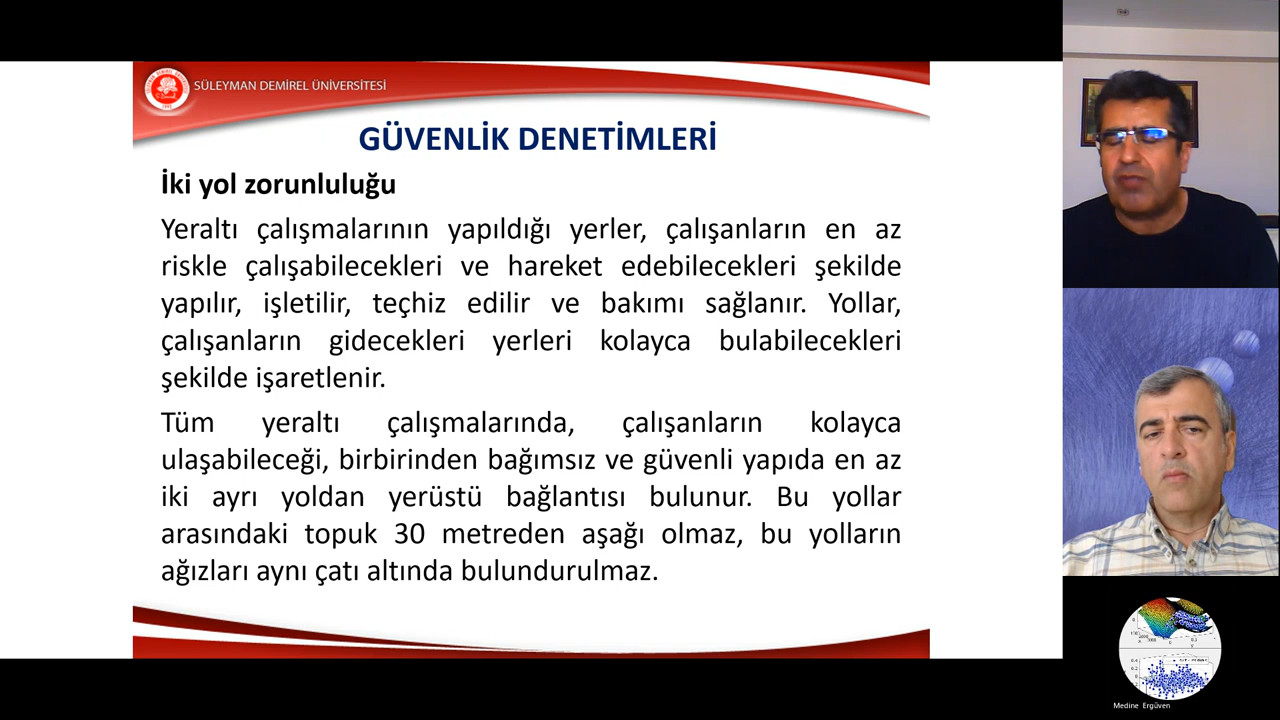 SÜLEYMAN DEMİREL ÜNİVERSİTESİ
GÜVENLİK DENETİMLERİ
İki yol zorunluluğu
Yeraltı çalışmalarının yapıldığı yerler, çalışanların en az
riskle çalışabilecekleri ve hareket edebilecekleri şekilde
yapılır, işletilir, teçhiz edilir ve bakımı sağlanır. Yollar,
çalışanların gidecekleri yerleri kolayca bulabilecekleri
şekilde işaretlenir.
Tüm yeraltı çalışmalarında, çalışanların kolayca
ulaşabileceği, birbirinden bağımsız ve güvenli yapıda en az
iki ayrı yoldan yerüstü bağlantısı bulunur. Bu yollar
arasındaki topuk 30 metreden aşağı olmaz, bu yolların
ağızları aynı çatı altında bulundurulmaz.
Medine Ergüven